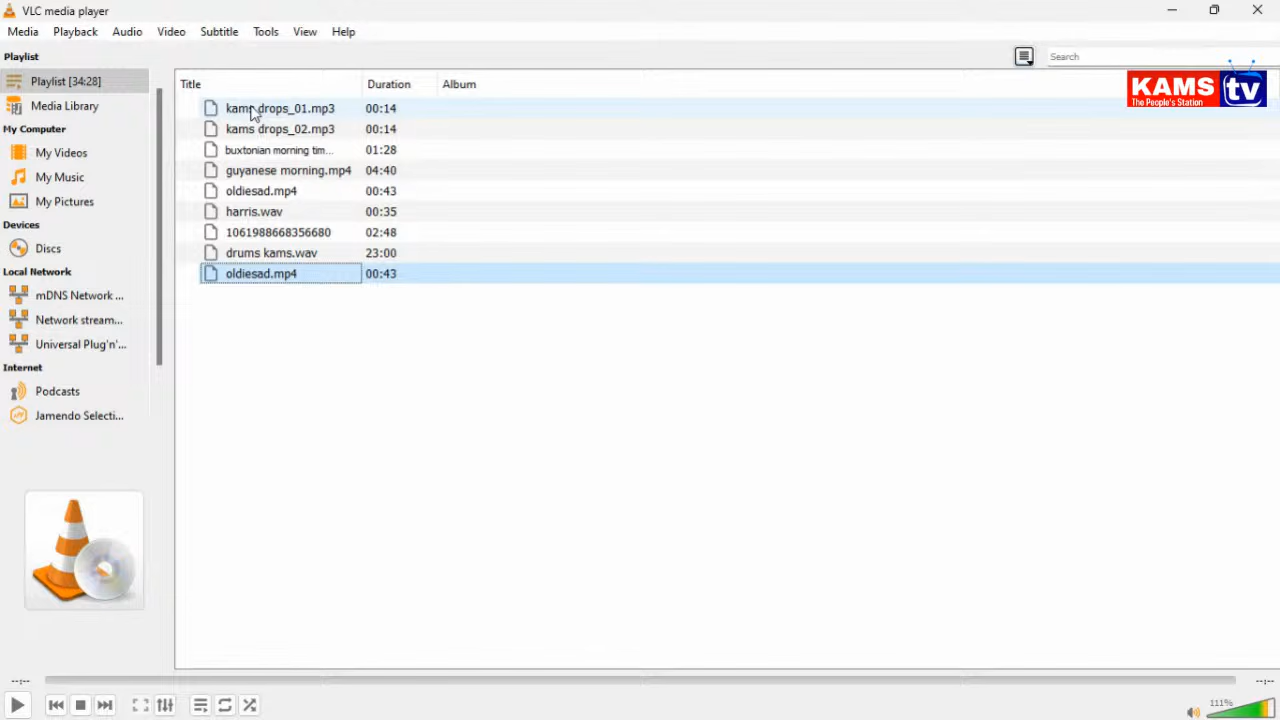 VLC media player
Media Playback Audio Video Subtitle Tools View Help
Playlist
Search
Playlist [34:28]
Media Library
My Computer
My Videos
My Music
My Pictures
Devices
Discs
Local Network
mDNS Network ...
Network stream...
Universal Plug'n'...
Internet
Podcasts
Jamendo Selecti...
Title Duration Album
kams drops_01.mp3 00:14
kams drops_02.mp3 00:14
buxtonian morning tim... 01:28
guyanese morning.mp4 04:40
oldiesad.mp4 00:43
harris.wav 00:35
1061988668356680 02:48
drums kams.wav 23:00
oldiesad.mp4 00:43
KAMS tv
The People's Station
--:-- --:--
111%